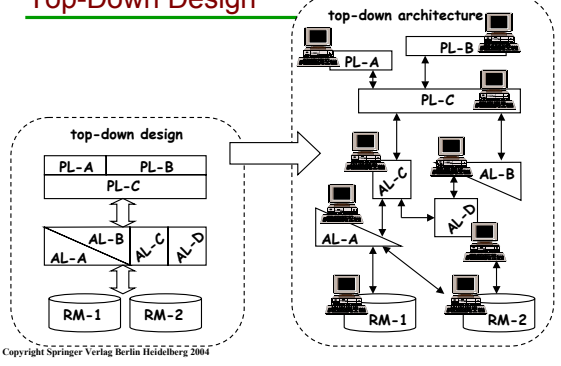 Top-Down Design
top-down architecture
PL-A
PL-B
PL-C
AL-C
AL-B
AL-D
AL-A
RM-1
RM-2
top-down design
PL-A
PL-B
PL-C
AL-B
AL-A
AL-C
AL-D
RM-1
RM-2
Copyright Springer Verlag Berlin Heidelberg 2004